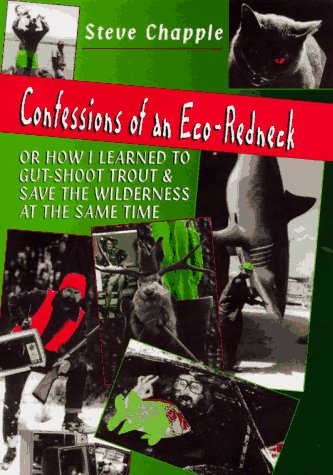 Steve Chapple
Confessions of an Eco-Redneck
OR HOW I LEARNED TO
GUT-SHOOT TROUT &
SAVE THE WILDERNESS
AT THE SAME TIME